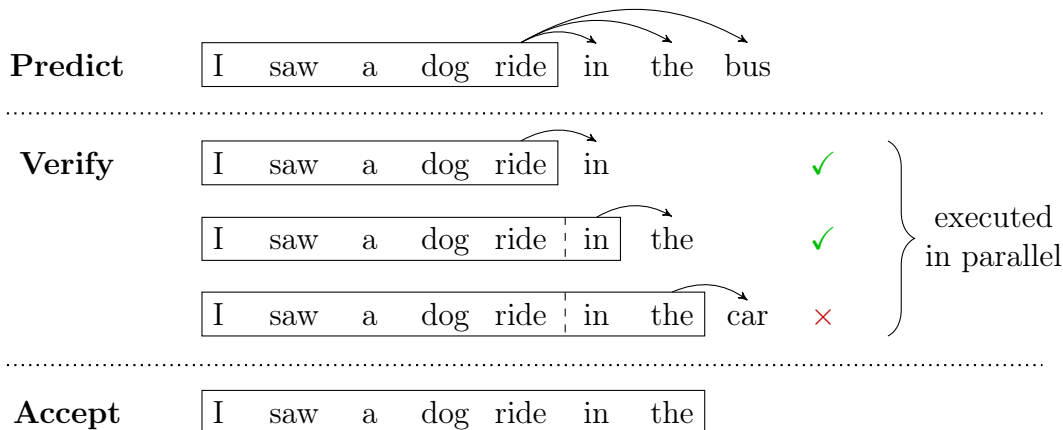 Predict I saw a dog ride in the bus
Verify I saw a dog ride in ✓
I saw a dog ride in the ✓
executed
in parallel
I saw a dog ride in the car ×
Accept I saw a dog ride in the